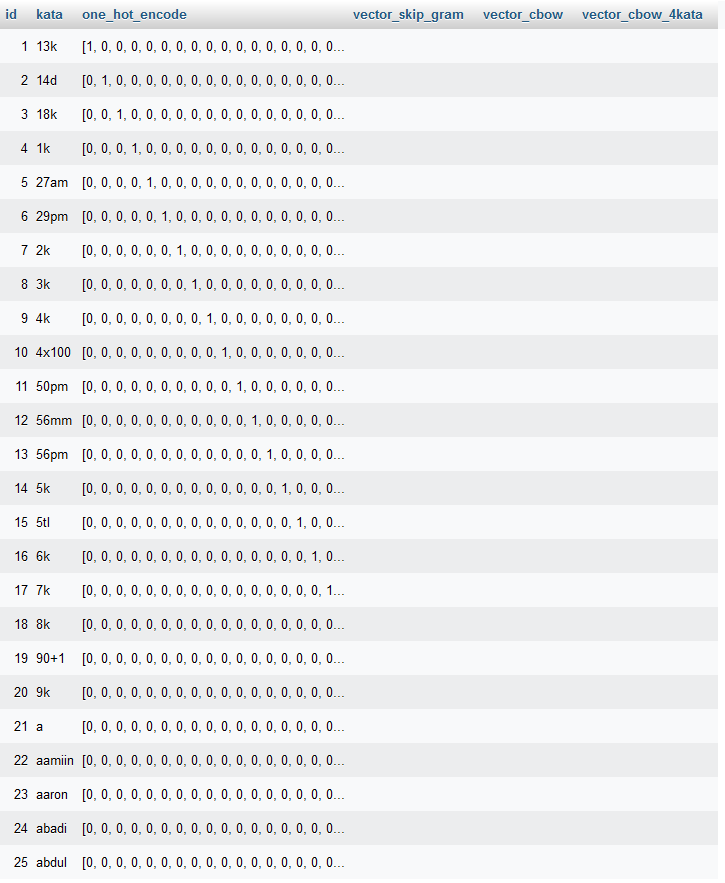 id kata one_hot_encode vector_skip_gram vector_cbow vector_cbow_4kata
1 13k [1, 0, 0, 0, 0, 0, 0, 0, 0, 0, 0, 0, 0, 0, 0, 0, 0...
2 14d [0, 1, 0, 0, 0, 0, 0, 0, 0, 0, 0, 0, 0, 0, 0, 0, 0...
3 18k [0, 0, 1, 0, 0, 0, 0, 0, 0, 0, 0, 0, 0, 0, 0, 0, 0...
4 1k [0, 0, 0, 1, 0, 0, 0, 0, 0, 0, 0, 0, 0, 0, 0, 0, 0...
5 27am [0, 0, 0, 0, 1, 0, 0, 0, 0, 0, 0, 0, 0, 0, 0, 0, 0...
6 29pm [0, 0, 0, 0, 0, 1, 0, 0, 0, 0, 0, 0, 0, 0, 0, 0, 0...
7 2k [0, 0, 0, 0, 0, 0, 1, 0, 0, 0, 0, 0, 0, 0, 0, 0, 0...
8 3k [0, 0, 0, 0, 0, 0, 0, 1, 0, 0, 0, 0, 0, 0, 0, 0, 0...
9 4k [0, 0, 0, 0, 0, 0, 0, 0, 1, 0, 0, 0, 0, 0, 0, 0, 0...
10 4x100 [0, 0, 0, 0, 0, 0, 0, 0, 0, 1, 0, 0, 0, 0, 0, 0, 0...
11 50pm [0, 0, 0, 0, 0, 0, 0, 0, 0, 0, 1, 0, 0, 0, 0, 0, 0...
12 56mm [0, 0, 0, 0, 0, 0, 0, 0, 0, 0, 0, 1, 0, 0, 0, 0, 0...
13 56pm [0, 0, 0, 0, 0, 0, 0, 0, 0, 0, 0, 0, 1, 0, 0, 0, 0...
14 5k [0, 0, 0, 0, 0, 0, 0, 0, 0, 0, 0, 0, 0, 1, 0, 0, 0...
15 5tl [0, 0, 0, 0, 0, 0, 0, 0, 0, 0, 0, 0, 0, 0, 1, 0, 0...
16 6k [0, 0, 0, 0, 0, 0, 0, 0, 0, 0, 0, 0, 0, 0, 0, 1, 0...
17 7k [0, 0, 0, 0, 0, 0, 0, 0, 0, 0, 0, 0, 0, 0, 0, 0, 1...
18 8k [0, 0, 0, 0, 0, 0, 0, 0, 0, 0, 0, 0, 0, 0, 0, 0, 0...
19 90+1 [0, 0, 0, 0, 0, 0, 0, 0, 0, 0, 0, 0, 0, 0, 0, 0, 0...
20 9k [0, 0, 0, 0, 0, 0, 0, 0, 0, 0, 0, 0, 0, 0, 0, 0, 0...
21 a [0, 0, 0, 0, 0, 0, 0, 0, 0, 0, 0, 0, 0, 0, 0, 0, 0...
22 aamiin [0, 0, 0, 0, 0, 0, 0, 0, 0, 0, 0, 0, 0, 0, 0, 0, 0...
23 aaron [0, 0, 0, 0, 0, 0, 0, 0, 0, 0, 0, 0, 0, 0, 0, 0, 0...
24 abadi [0, 0, 0, 0, 0, 0, 0, 0, 0, 0, 0, 0, 0, 0, 0, 0, 0...
25 abdul [0, 0, 0, 0, 0, 0, 0, 0, 0, 0, 0, 0, 0, 0, 0, 0, 0...